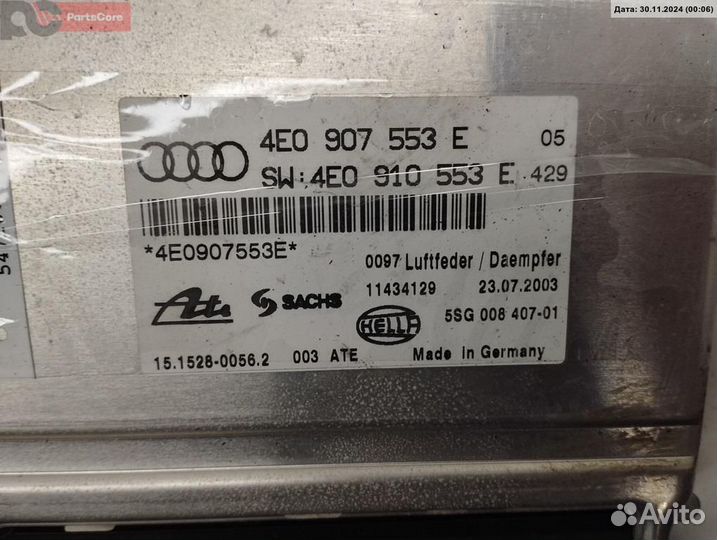 PartsCore
Дата: 30.11.2024 (00:06)
4E0 907 553 E 05
SW:4E0 910 553 E 429
*4E0907553E*
0097 Luftfeder / Daempfer
11434129 23.07.2003
Ate SACHS HELLA 5SG 008 407-01
15.1528-0056.2 003 ATE Made in Germany
Avito